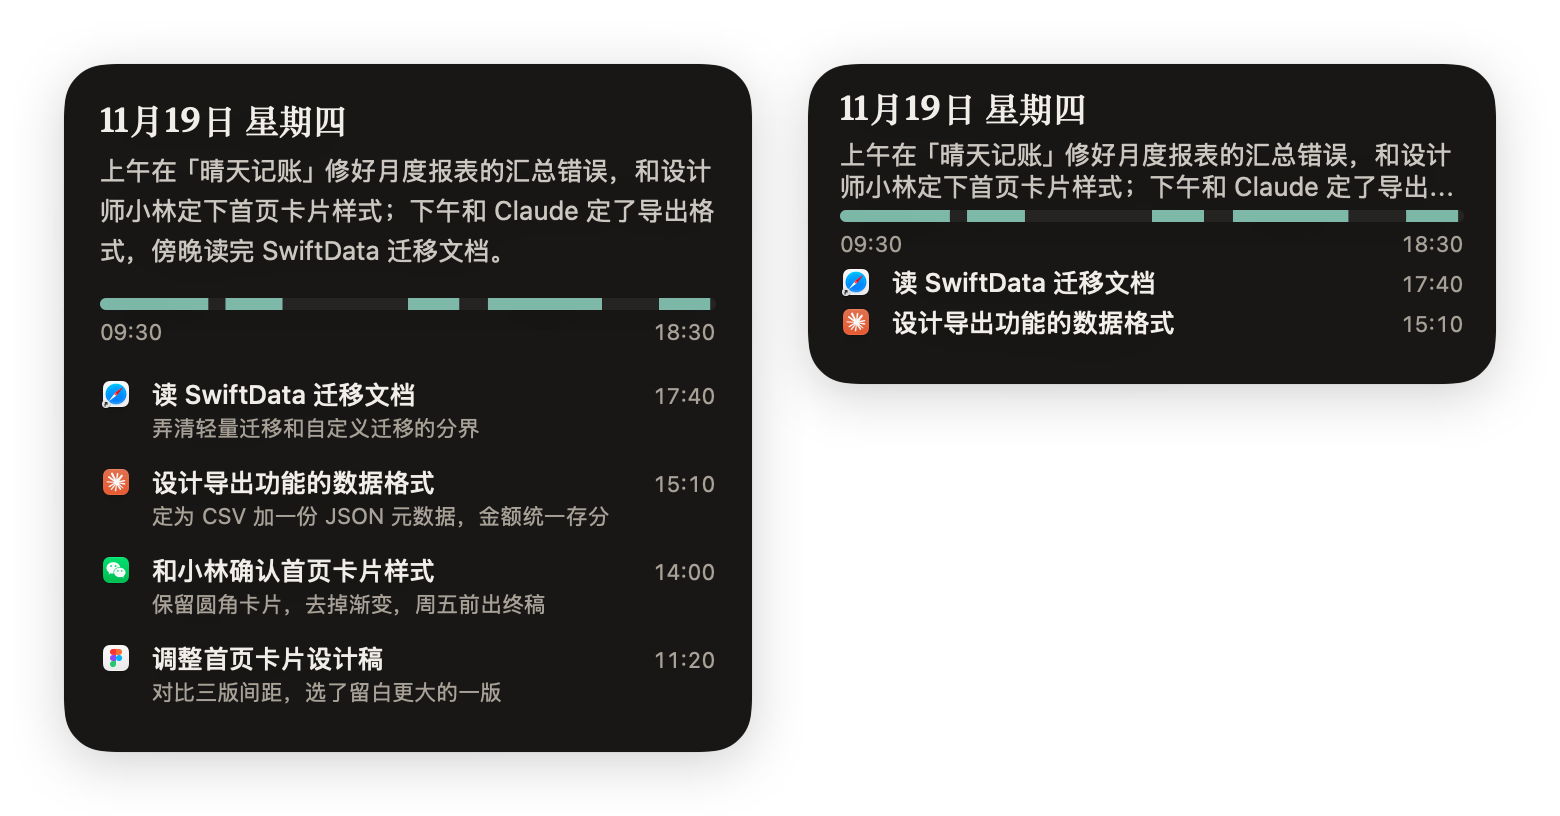 11月19日 星期四
上午在「晴天记账」修好月度报表的汇总错误，和设计
师小林定下首页卡片样式；下午和 Claude 定了导出格
式，傍晚读完 SwiftData 迁移文档。
09:30 18:30
读 SwiftData 迁移文档 17:40
弄清轻量迁移和自定义迁移的分界
设计导出功能的数据格式 15:10
定为 CSV 加一份 JSON 元数据，金额统一存分
和小林确认首页卡片样式 14:00
保留圆角卡片，去掉渐变，周五前出终稿
调整首页卡片设计稿 11:20
对比三版间距，选了留白更大的一版
11月19日 星期四
上午在「晴天记账」修好月度报表的汇总错误，和设计
师小林定下首页卡片样式；下午和 Claude 定了导出...
09:30 18:30
读 SwiftData 迁移文档 17:40
设计导出功能的数据格式 15:10